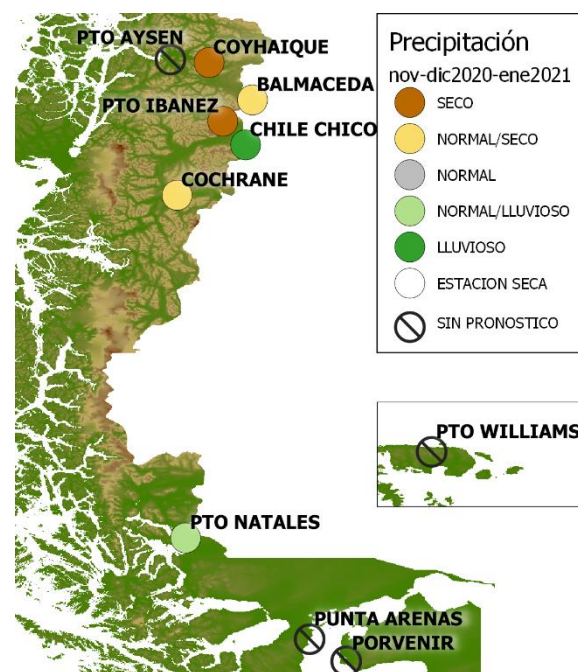 PTO AYSEN
COYHAIQUE
BALMACEDA
PTO IBANEZ
CHILE CHICO
COCHRANE
PTO NATALES
PUNTA ARENAS
PORVENIR
Precipitación
nov-dic2020-ene2021
SECO
NORMAL/SECO
NORMAL
NORMAL/LLUVIOSO
LLUVIOSO
ESTACION SECA
SIN PRONOSTICO
PTO WILLIAMS